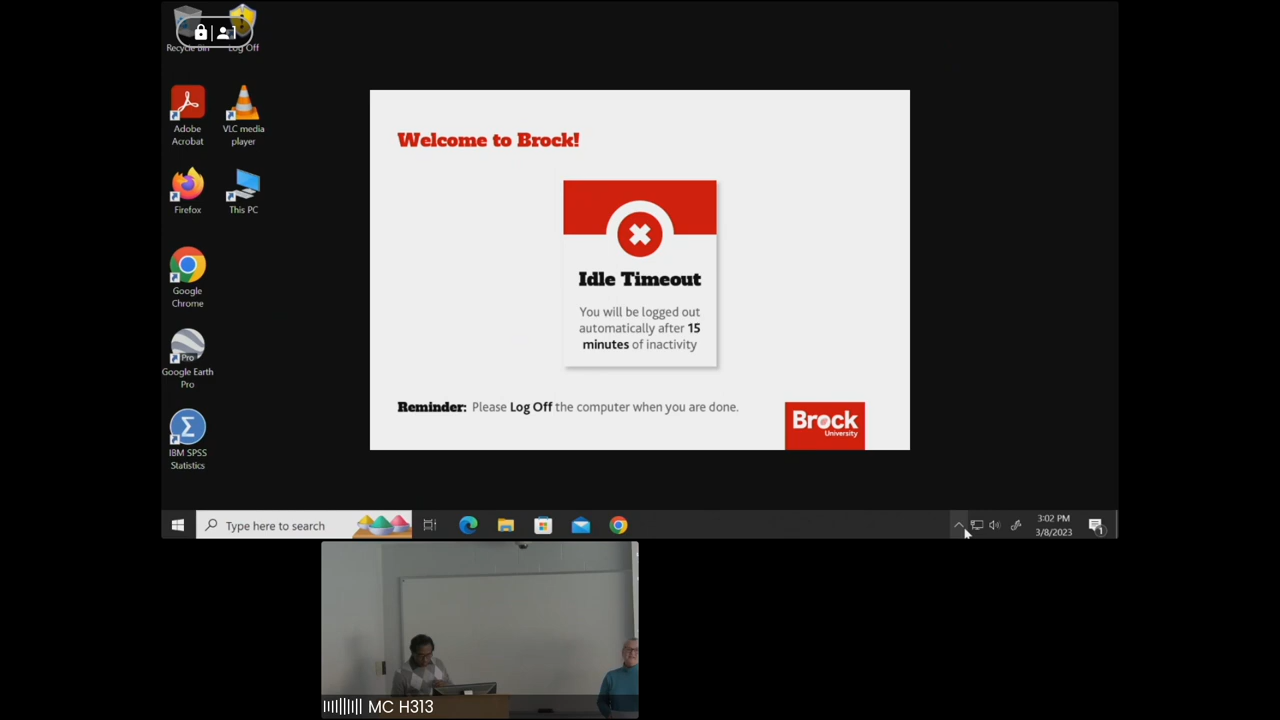 Recycle Bin
Log Off
Adobe
Acrobat
VLC media
player
Firefox
This PC
Google
Chrome
Pro
Google Earth
Pro
IBM SPSS
Statistics
Welcome to Brock!
Idle Timeout
You will be logged out
automatically after 15
minutes of inactivity
Reminder: Please Log Off the computer when you are done.
Brock
University
Type here to search
3:02 PM
3/8/2023
1
MC H313